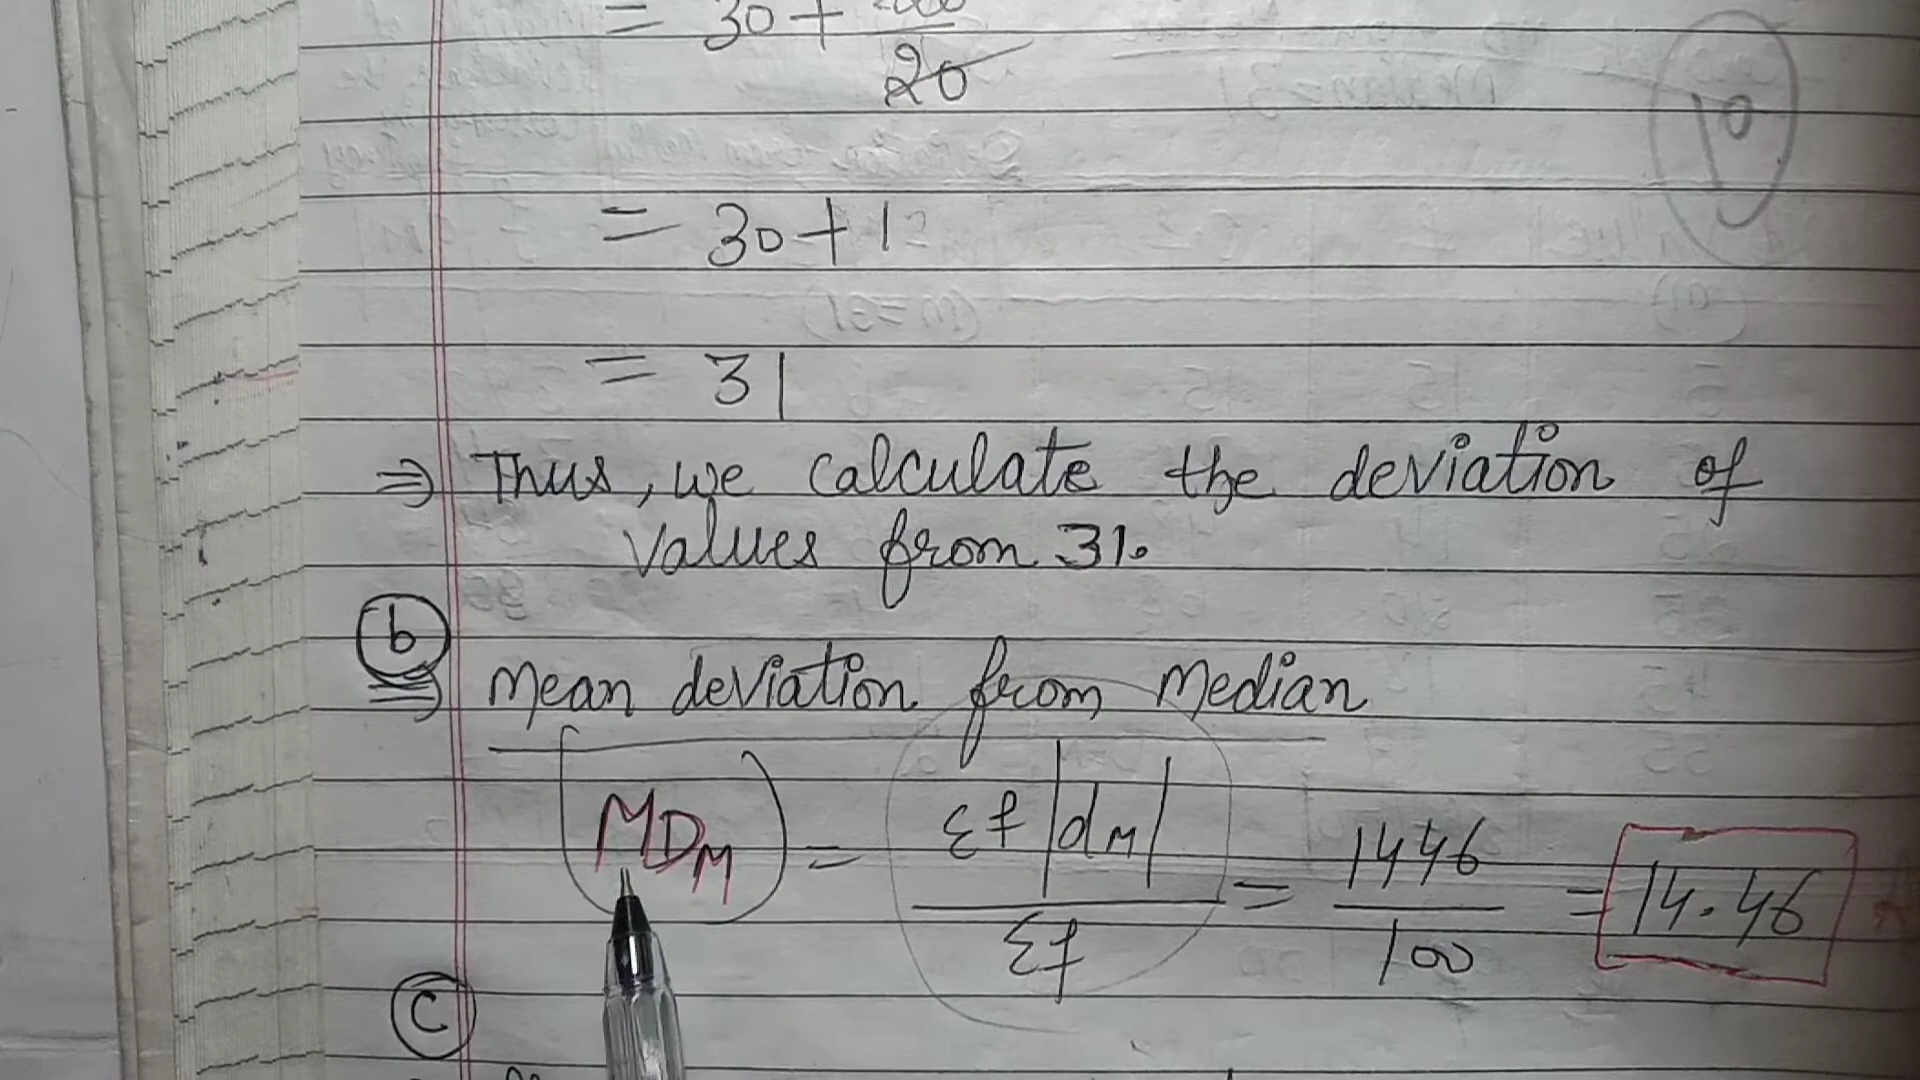 = 30 +
20
= 30 + 1
= 31
⇒ Thus, we calculate the deviation of
values from 31.
(b)
⇒ Mean deviation from Median
(MDM) = Σf|dM| / Σf = 1446 / 100 = 14.46
(C)